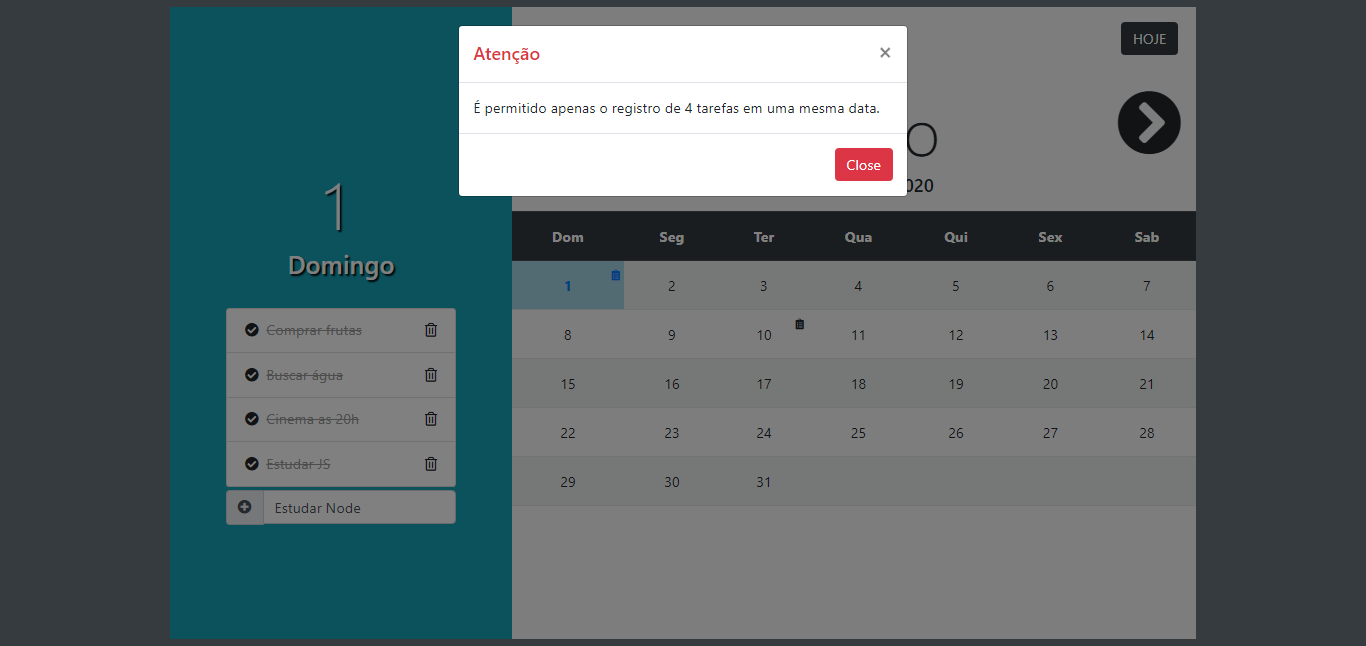 Atenção ×
É permitido apenas o registro de 4 tarefas em uma mesma data.
Close
HOJE
1
Domingo
Comprar frutas
Buscar água
Cinema as 20h
Estudar JS
Estudar Node
Dom Seg Ter Qua Qui Sex Sab
1 2 3 4 5 6 7
8 9 10 11 12 13 14
15 16 17 18 19 20 21
22 23 24 25 26 27 28
29 30 31